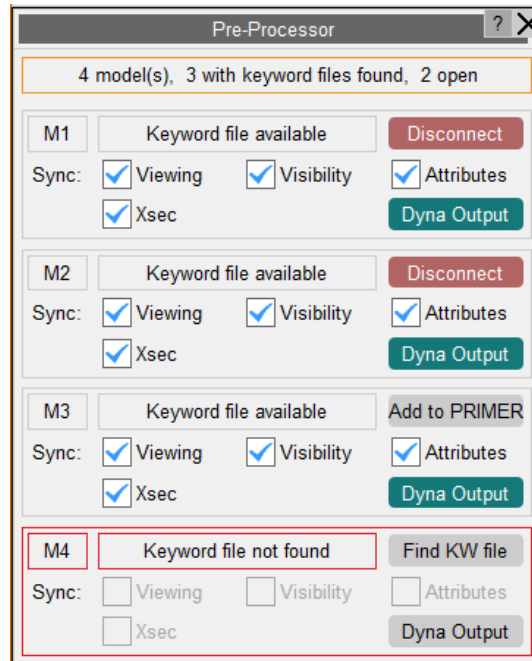 Pre-Processor ? X
4 model(s), 3 with keyword files found, 2 open
M1 Keyword file available Disconnect
Sync: Viewing Visibility Attributes
Xsec Dyna Output
M2 Keyword file available Disconnect
Sync: Viewing Visibility Attributes
Xsec Dyna Output
M3 Keyword file available Add to PRIMER
Sync: Viewing Visibility Attributes
Xsec Dyna Output
M4 Keyword file not found Find KW file
Sync: Viewing Visibility Attributes
Xsec Dyna Output